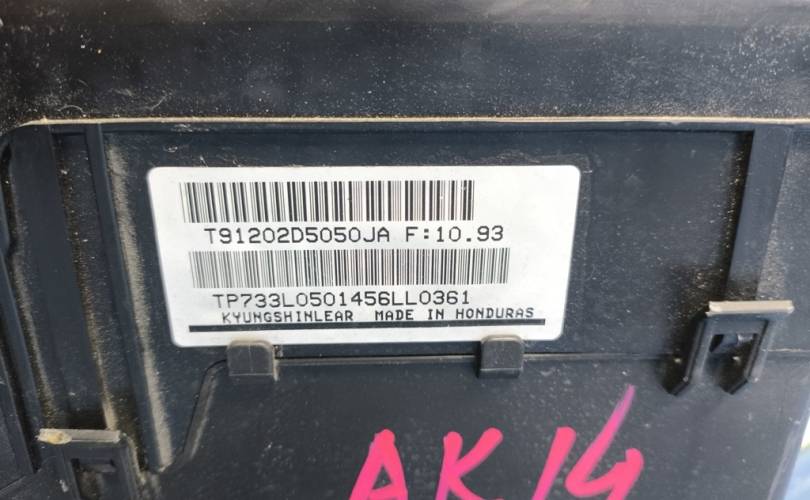 T91202D5050JA F:10.93
TP733L0501456LL0361
KYUNGSHINLEAR MADE IN HONDURAS
AK14